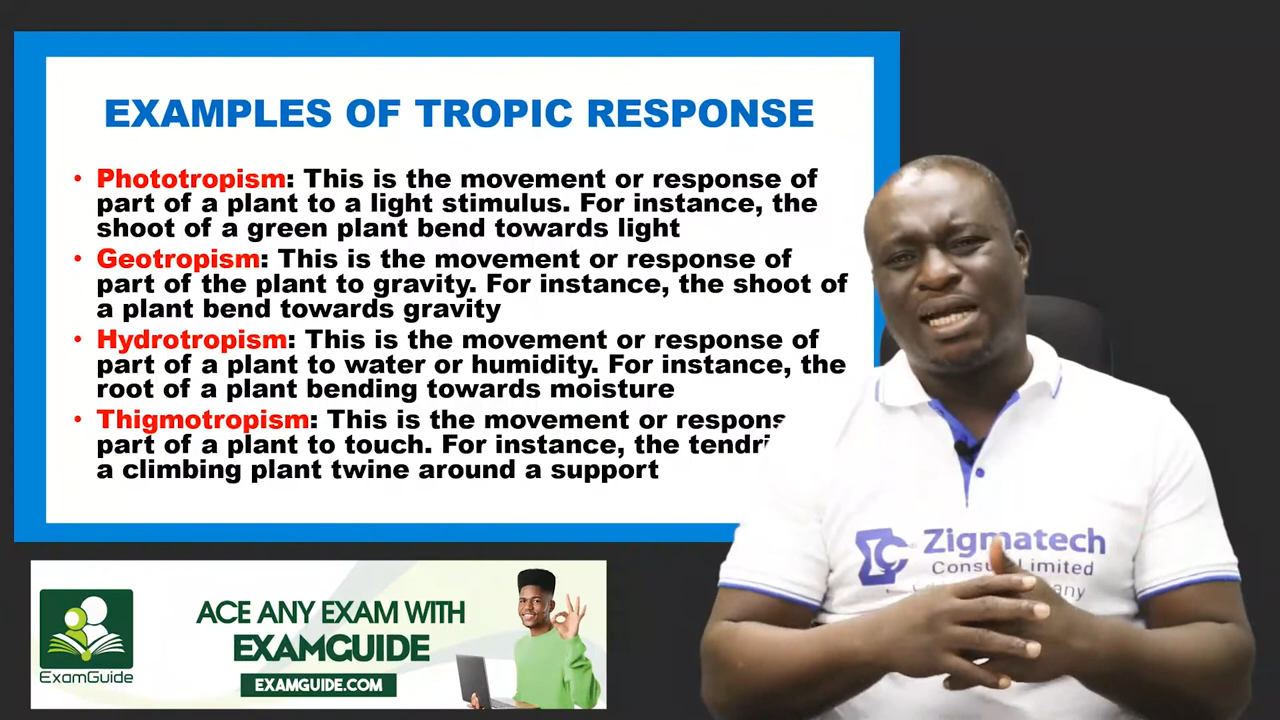 EXAMPLES OF TROPIC RESPONSE
• Phototropism: This is the movement or response of
part of a plant to a light stimulus. For instance, the
shoot of a green plant bend towards light
• Geotropism: This is the movement or response of
part of the plant to gravity. For instance, the shoot of
a plant bend towards gravity
• Hydrotropism: This is the movement or response of
part of a plant to water or humidity. For instance, the
root of a plant bending towards moisture
• Thigmotropism: This is the movement or
part of a plant to touch. For instance, the
a climbing plant twine around a support
Zigmatech
Limited
ACE ANY EXAM WITH
EXAMGUIDE
EXAMGUIDE.COM
ExamGuide